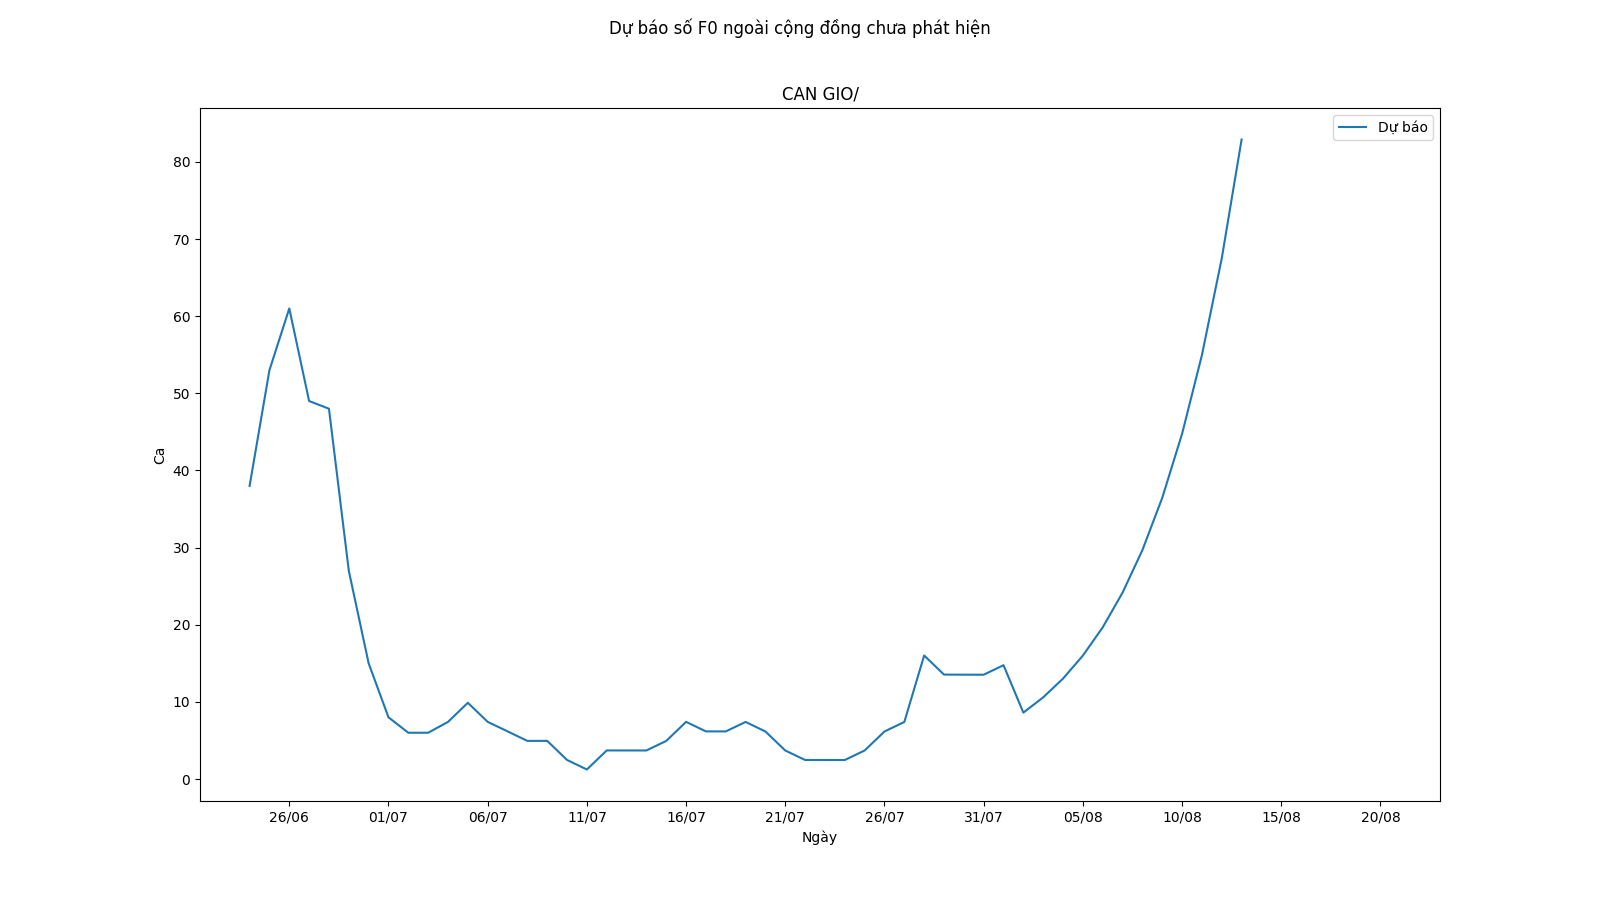 Dự báo số F0 ngoài cộng đồng chưa phát hiện
CAN GIO/
Dự báo
80
70
60
50
40
30
20
10
0
Ca
26/06 01/07 06/07 11/07 16/07 21/07 26/07 31/07 05/08 10/08 15/08 20/08
Ngày